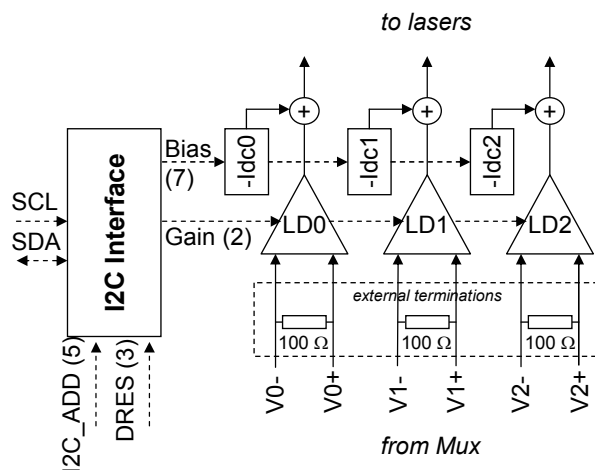 to lasers
+
+
+
-Idc0
-Idc1
-Idc2
Bias
(7)
SCL
SDA
I2C Interface
Gain (2)
LD0
LD1
LD2
external terminations
100 Ω
100 Ω
100 Ω
I2C_ADD (5)
DRES (3)
V0-
V0+
V1-
V1+
V2-
V2+
from Mux